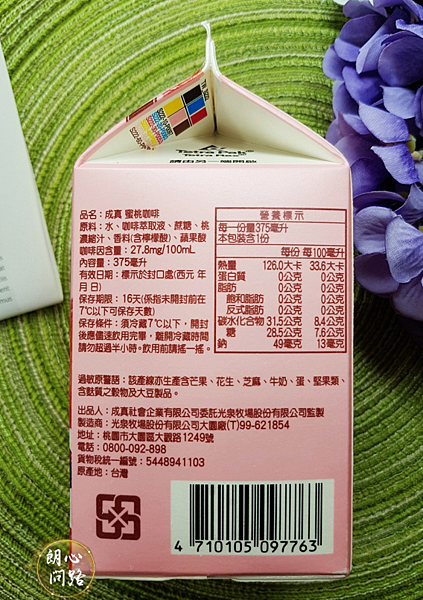 Tetra Pak
Tetra Rex
請由另一端開啟
品名：成真 蜜桃咖啡
原料：水、咖啡萃取液、蔗糖、桃
濃縮汁、香料(含檸檬酸)、蘋果酸
咖啡因含量：27.8mg/100mL
內容量：375毫升
有效日期：標示於封口處(西元 年
月 日)
保存期限：16天(係指未開封前在
7℃以下可保存天數)
保存條件：須冷藏7℃以下，開封
後應儘速飲用完畢，離開冷藏時間
請勿超過半小時。飲用前請搖一搖。
營養標示
每一份量375毫升
本包裝含1份
每份 每100毫升
熱量 126.0大卡 33.6大卡
蛋白質 0公克 0公克
脂肪 0公克 0公克
飽和脂肪 0公克 0公克
反式脂肪 0公克 0公克
碳水化合物 31.5公克 8.4公克
糖 28.5公克 7.6公克
鈉 49毫克 13毫克
過敏原警語：該產線亦生產含芒果、花生、芝麻、牛奶、蛋、堅果類、
含麩質之穀物及大豆製品。
出品人：成真社會企業有限公司委託光泉牧場股份有限公司監製
製造商：光泉牧場股份有限公司大園廠(T)99-621854
地址：桃園市大園區大觀路1249號
電話：0800-092-898
貨物稅統一編號：5448941103
原產地：台灣
4 710105 097763
朗心
問路